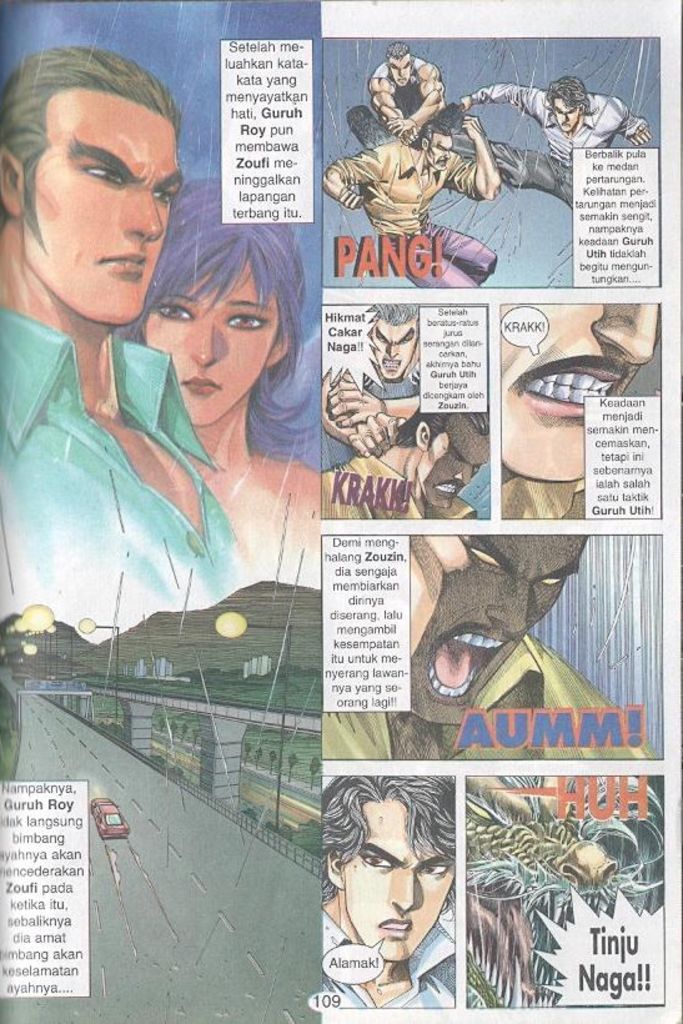 Setelah me-
luahkan kata-
kata yang
menyayatkan
hati, Guruh
Roy pun
membawa
Zoufi me-
ninggalkan
lapangan
terbang itu.
Nampaknya,
Guruh Roy
dak langsung
bimbang
ayahnya akan
mencederakan
Zoufi pada
ketika itu,
sebaliknya
dia amat
bimbang akan
keselamatan
ayahnya....
Berbalik pula
ke medan
pertarungan.
Kelihatan per-
tarungan menjadi
semakin sengit,
nampaknya
keadaan Guruh
Utih tidaklah
begitu mengun-
tungkan....
PANG!
Hikmat
Cakar
Naga!!
Setelah
beratus-ratus
jurus
serangan dilan-
carkan,
akhirnya bahu
Guruh Utih
berjaya
dicengkam oleh
Zouzin.
KRAKK!
KRAKK!
Keadaan
menjadi
semakin men-
cemaskan,
tetapi ini
sebenarnya
ialah salah
satu taktik
Guruh Utih!
Demi meng-
halang Zouzin,
dia sengaja
membiarkan
dirinya
diserang, lalu
mengambil
kesempatan
itu untuk me-
nyerang lawan-
nya yang se-
orang lagi!!
AUMM!
Alamak!
HUH
Tinju
Naga!!
109